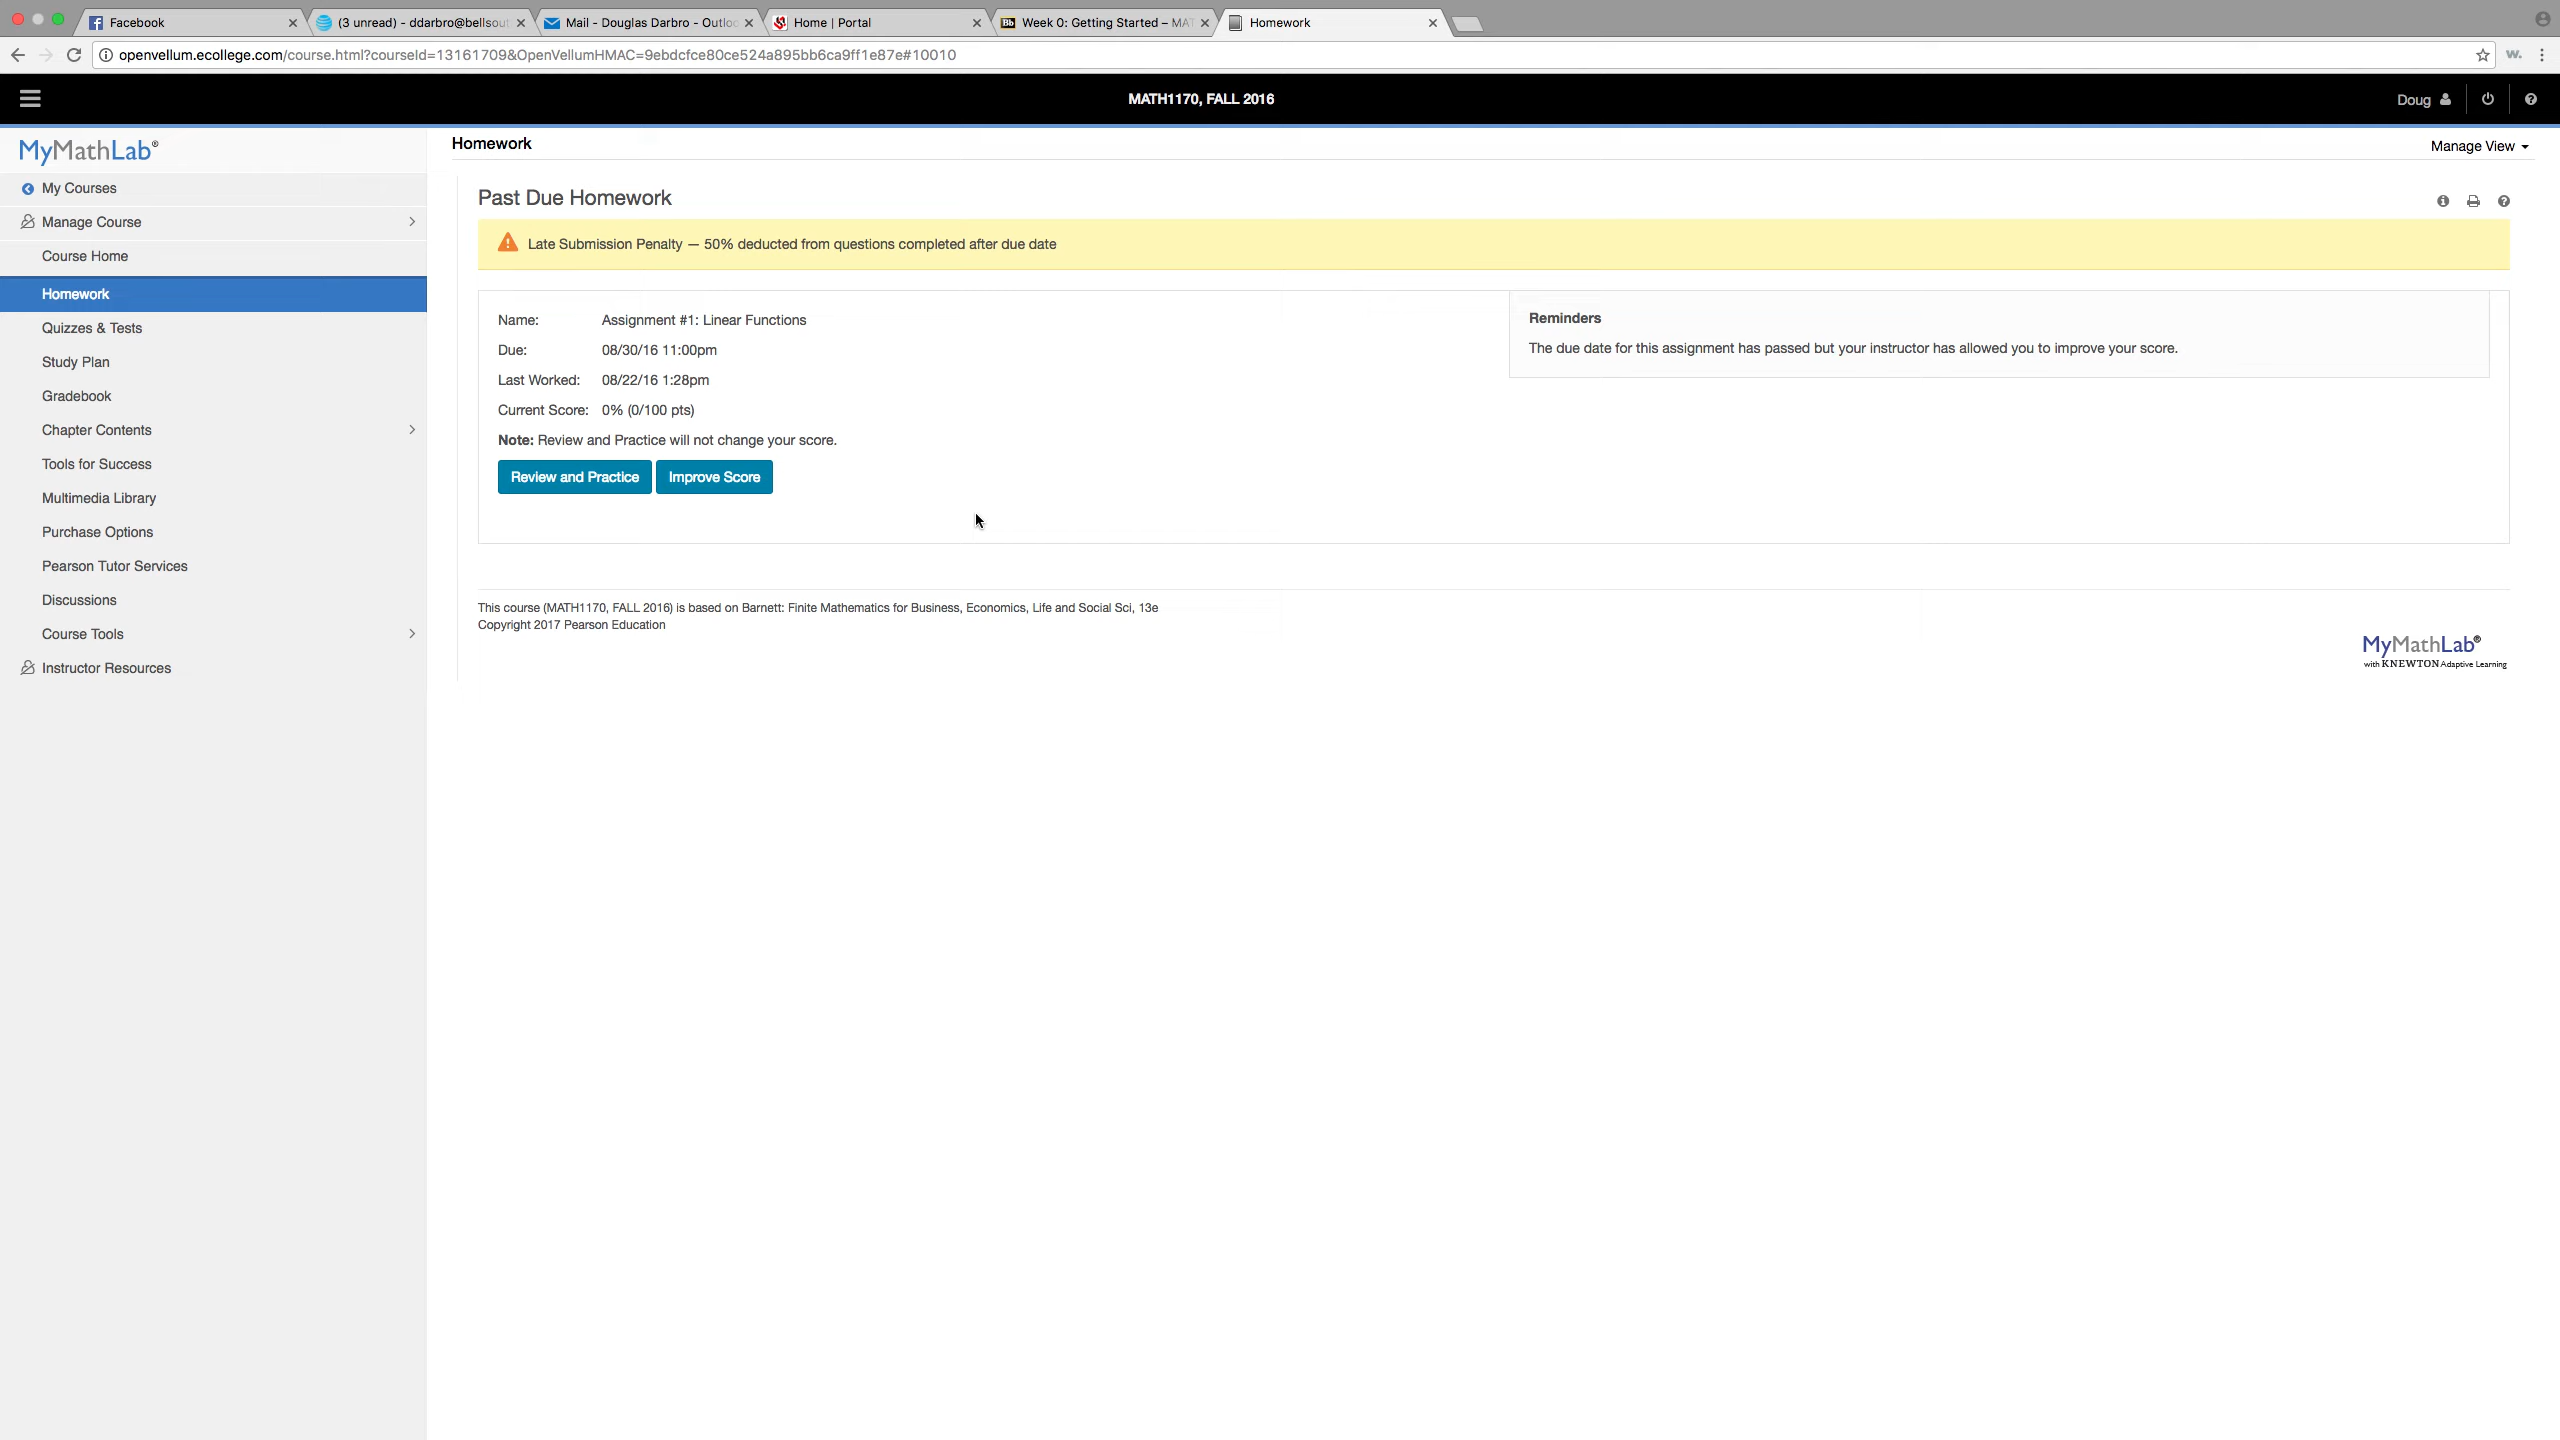 Facebook
(3 unread) - ddarbro@bellsout
Mail - Douglas Darbro - Outloo
Home | Portal
Bb Week 0: Getting Started – MAT
Homework
openvellum.ecollege.com/course.html?courseId=13161709&OpenVellumHMAC=9ebdcfce80ce524a895bb6ca9ff1e87e#10010
w.
MATH1170, FALL 2016
Doug
MyMathLab®
My Courses
Manage Course
Course Home
Homework
Quizzes & Tests
Study Plan
Gradebook
Chapter Contents
Tools for Success
Multimedia Library
Purchase Options
Pearson Tutor Services
Discussions
Course Tools
Instructor Resources
Homework
Manage View
Past Due Homework
Late Submission Penalty — 50% deducted from questions completed after due date
Name: Assignment #1: Linear Functions
Due: 08/30/16 11:00pm
Last Worked: 08/22/16 1:28pm
Current Score: 0% (0/100 pts)
Note: Review and Practice will not change your score.
Review and Practice Improve Score
Reminders
The due date for this assignment has passed but your instructor has allowed you to improve your score.
This course (MATH1170, FALL 2016) is based on Barnett: Finite Mathematics for Business, Economics, Life and Social Sci, 13e
Copyright 2017 Pearson Education
MyMathLab®
with KNEWTON Adaptive Learning